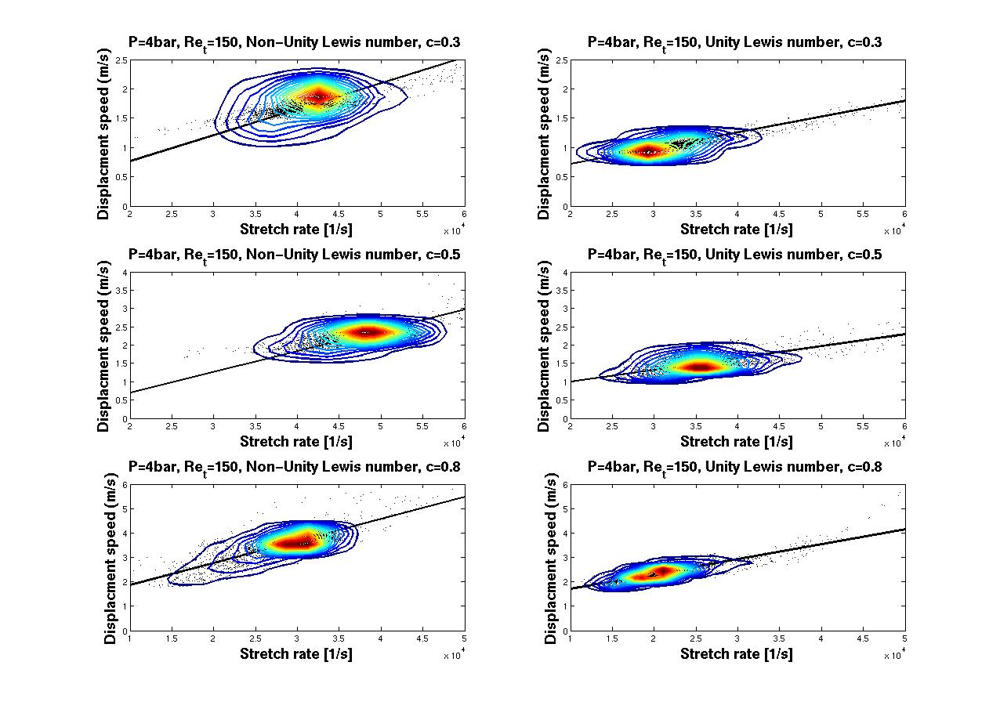 P=4bar, Re_t=150, Non-Unity Lewis number, c=0.3
Displacment speed (m/s)
2.5
2
1.5
1
0.5
0
2 2.5 3 3.5 4 4.5 5 5.5 6
x 10^4
Stretch rate [1/s]
P=4bar, Re_t=150, Unity Lewis number, c=0.3
Displacment speed (m/s)
2.5
2
1.5
1
0.5
0
2 2.5 3 3.5 4 4.5 5 5.5 6
x 10^4
Stretch rate [1/s]
P=4bar, Re_t=150, Non-Unity Lewis number, c=0.5
Displacment speed (m/s)
4
3.5
3
2.5
2
1.5
1
0.5
0
2 2.5 3 3.5 4 4.5 5 5.5 6
x 10^4
Stretch rate [1/s]
P=4bar, Re_t=150, Unity Lewis number, c=0.5
Displacment speed (m/s)
4
3.5
3
2.5
2
1.5
1
0.5
0
2 2.5 3 3.5 4 4.5 5 5.5 6
x 10^4
Stretch rate [1/s]
P=4bar, Re_t=150, Non-Unity Lewis number, c=0.8
Displacment speed (m/s)
6
5
4
3
2
1
0
1 1.5 2 2.5 3 3.5 4 4.5 5
x 10^4
Stretch rate [1/s]
P=4bar, Re_t=150, Unity Lewis number, c=0.8
Displacment speed (m/s)
6
5
4
3
2
1
0
1 1.5 2 2.5 3 3.5 4 4.5 5
x 10^4
Stretch rate [1/s]